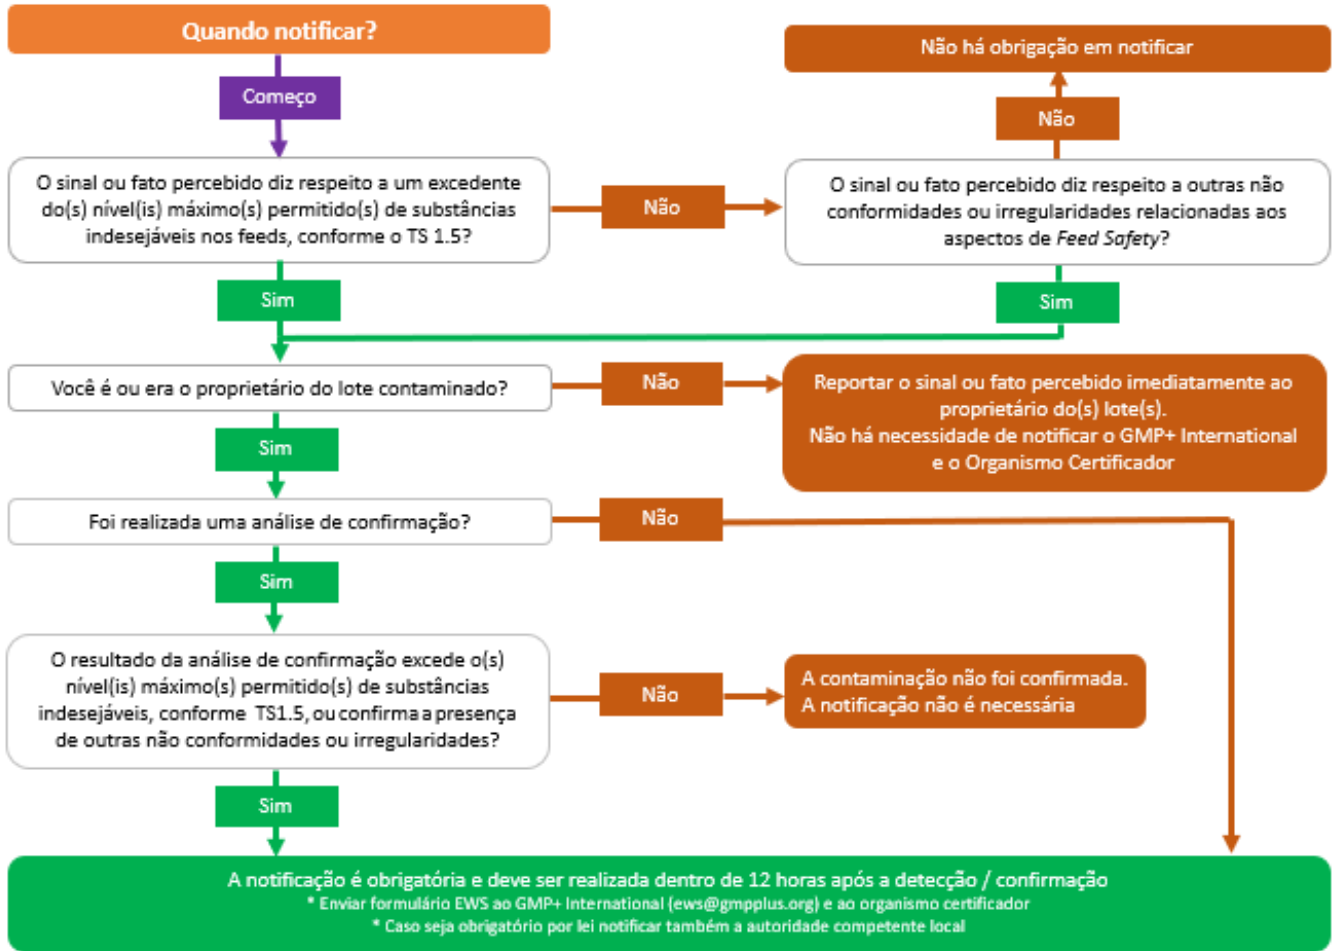 Quando notificar?
Começo
O sinal ou fato percebido diz respeito a um excedente
do(s) nível(is) máximo(s) permitido(s) de substâncias
indesejáveis nos feeds, conforme o TS 1.5?
Não
O sinal ou fato percebido diz respeito a outras não
conformidades ou irregularidades relacionadas aos
aspectos de Feed Safety?
Não
Não há obrigação em notificar
Sim
Sim
Você é ou era o proprietário do lote contaminado?
Não
Reportar o sinal ou fato percebido imediatamente ao
proprietário do(s) lote(s).
Não há necessidade de notificar o GMP+ International
e o Organismo Certificador
Sim
Foi realizada uma análise de confirmação?
Não
Sim
O resultado da análise de confirmação excede o(s)
nível(is) máximo(s) permitido(s) de substâncias
indesejáveis, conforme TS1.5, ou confirma a presença
de outras não conformidades ou irregularidades?
Não
A contaminação não foi confirmada.
A notificação não é necessária
Sim
A notificação é obrigatória e deve ser realizada dentro de 12 horas após a detecção / confirmação
* Enviar formulário EWS ao GMP+ International (ews@gmpplus.org) e ao organismo certificador
* Caso seja obrigatório por lei notificar também a autoridade competente local